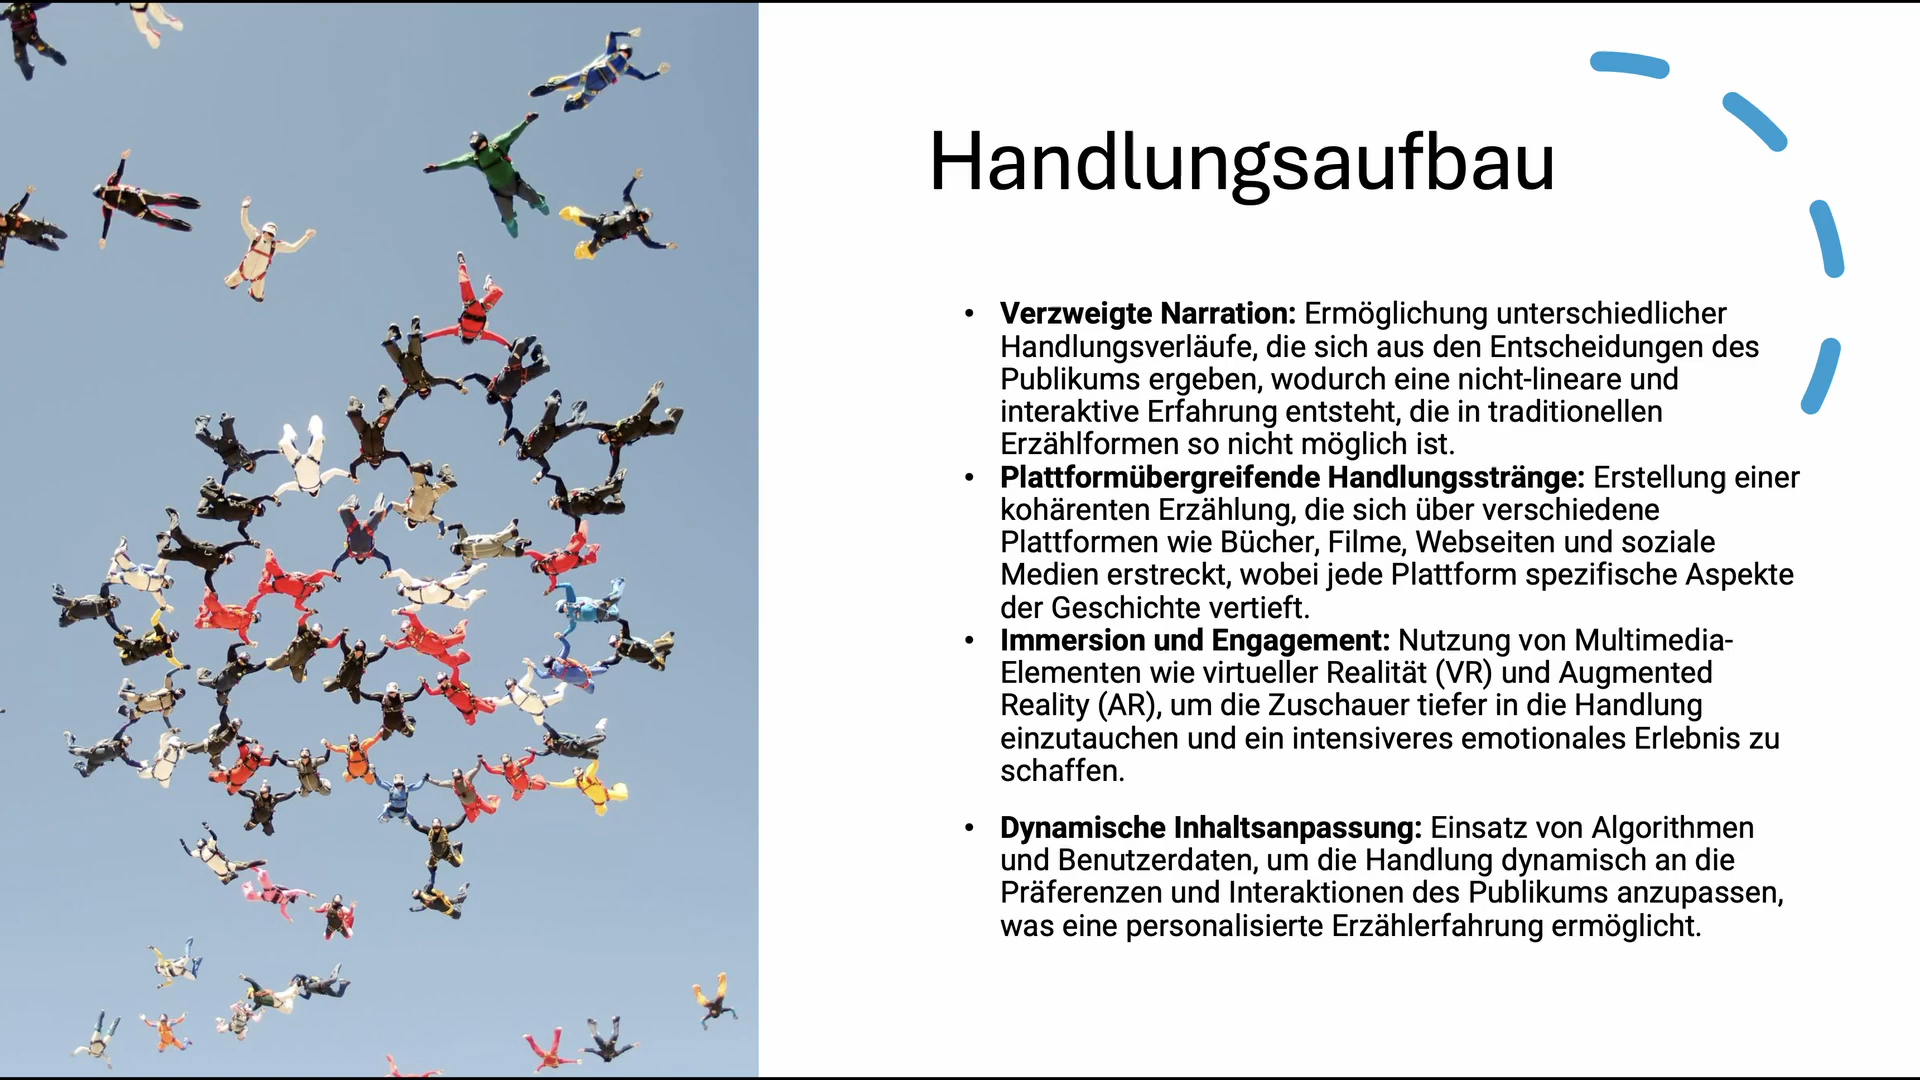 Handlungsaufbau
• Verzweigte Narration: Ermöglichung unterschiedlicher
Handlungsverläufe, die sich aus den Entscheidungen des
Publikums ergeben, wodurch eine nicht-lineare und
interaktive Erfahrung entsteht, die in traditionellen
Erzählformen so nicht möglich ist.
• Plattformübergreifende Handlungsstränge: Erstellung einer
kohärenten Erzählung, die sich über verschiedene
Plattformen wie Bücher, Filme, Webseiten und soziale
Medien erstreckt, wobei jede Plattform spezifische Aspekte
der Geschichte vertieft.
• Immersion und Engagement: Nutzung von Multimedia-
Elementen wie virtueller Realität (VR) und Augmented
Reality (AR), um die Zuschauer tiefer in die Handlung
einzutauchen und ein intensiveres emotionales Erlebnis zu
schaffen.
• Dynamische Inhaltsanpassung: Einsatz von Algorithmen
und Benutzerdaten, um die Handlung dynamisch an die
Präferenzen und Interaktionen des Publikums anzupassen,
was eine personalisierte Erzählerfahrung ermöglicht.